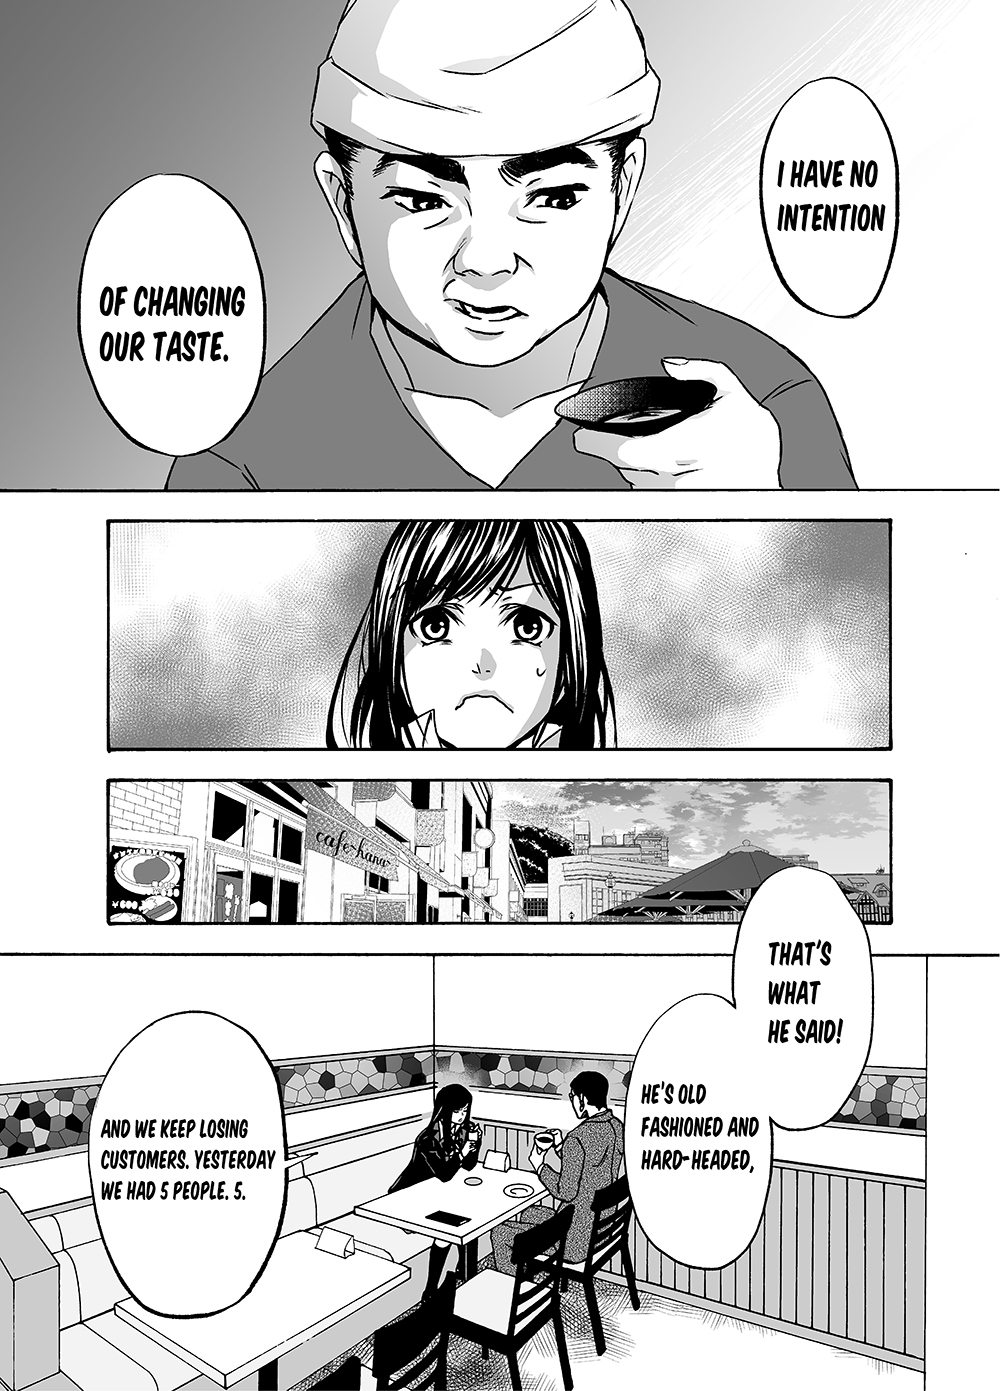 I HAVE NO
INTENTION
OF CHANGING
OUR TASTE.
cafe hana
THAT'S
WHAT
HE SAID!
HE'S OLD
FASHIONED AND
HARD-HEADED,
AND WE KEEP LOSING
CUSTOMERS. YESTERDAY
WE HAD 5 PEOPLE. 5.